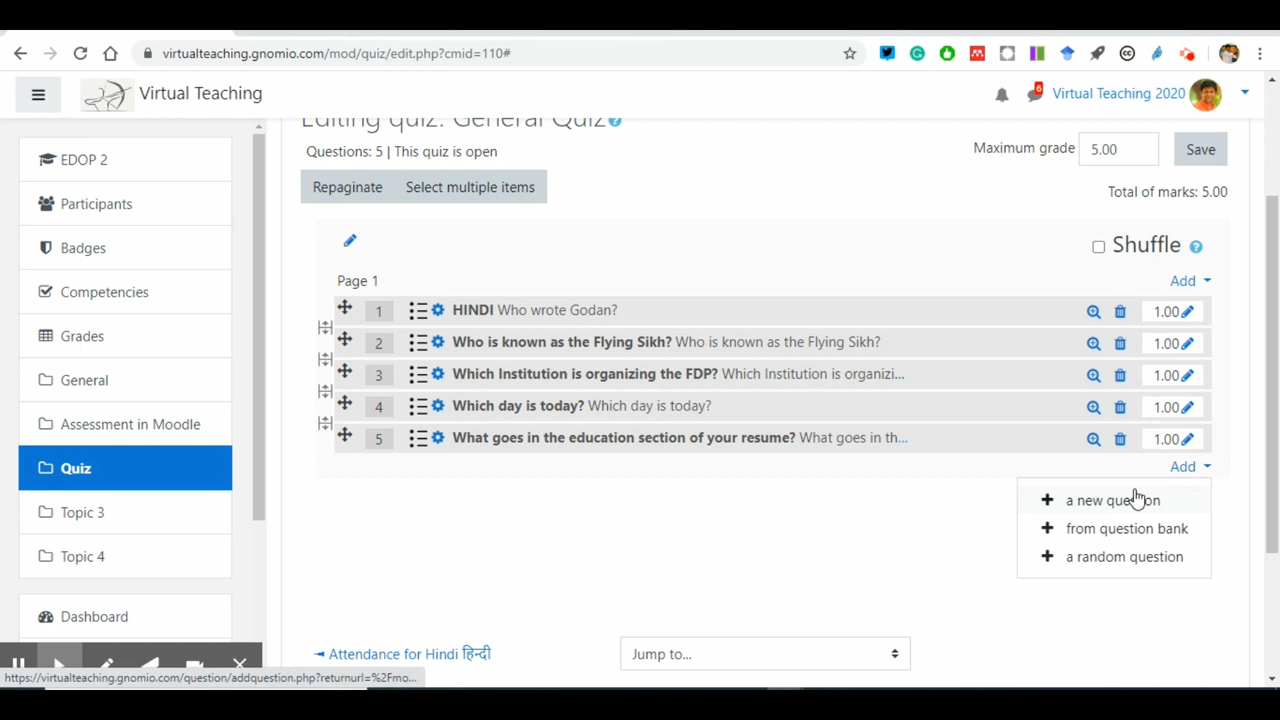 virtualteaching.gnomio.com/mod/quiz/edit.php?cmid=110#
Virtual Teaching
6
Virtual Teaching 2020
Editing quiz: General Quiz
Questions: 5 | This quiz is open
Maximum grade 5.00 Save
Repaginate Select multiple items
Total of marks: 5.00
Shuffle
Page 1
Add
1 HINDI Who wrote Godan? 1.00
2 Who is known as the Flying Sikh? Who is known as the Flying Sikh? 1.00
3 Which Institution is organizing the FDP? Which Institution is organizi... 1.00
4 Which day is today? Which day is today? 1.00
5 What goes in the education section of your resume? What goes in th... 1.00
Add
a new question
from question bank
a random question
EDOP 2
Participants
Badges
Competencies
Grades
General
Assessment in Moodle
Quiz
Topic 3
Topic 4
Dashboard
Attendance for Hindi हिन्दी
Jump to...
https://virtualteaching.gnomio.com/question/addquestion.php?returnurl=%2Fmo...